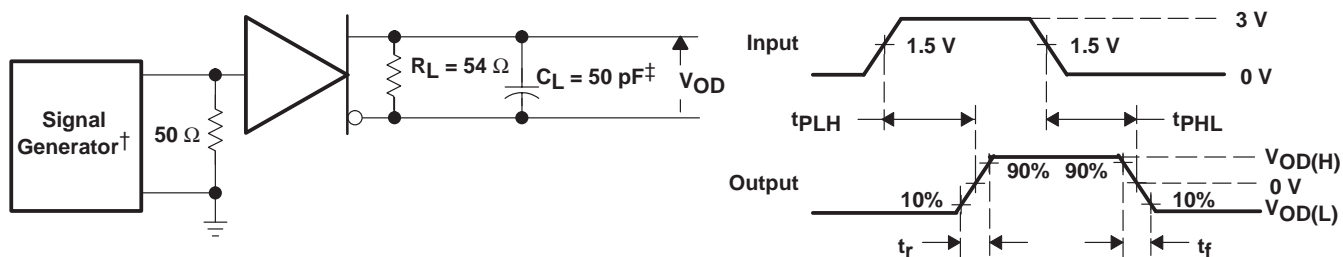 Signal
Generator†
50 Ω
RL = 54 Ω
CL = 50 pF‡
VOD
Input
1.5 V
1.5 V
3 V
0 V
tPLH
tPHL
Output
10%
90%
90%
10%
VOD(H)
0 V
VOD(L)
tr
tf